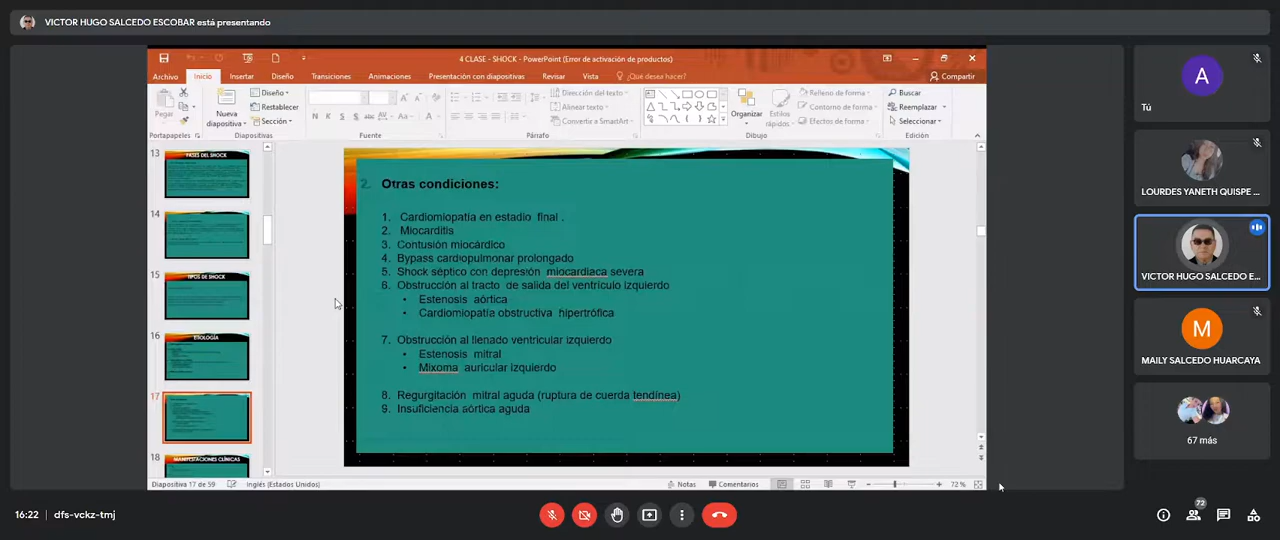 VICTOR HUGO SALCEDO ESCOBAR está presentando
4 CLASE - SHOCK - PowerPoint (Error de activación de productos)
Archivo Inicio Insertar Diseño Transiciones Animaciones Presentación con diapositivas Revisar Vista ¿Qué desea hacer? Compartir
Pegar
Portapapeles
Nueva diapositiva
Diseño
Restablecer
Sección
Diapositivas
N K S S abc AV Aa A
Fuente
Dirección del texto
Alinear texto
Convertir a SmartArt
Párrafo
Organizar
Estilos rápidos
Relleno de forma
Contorno de forma
Efectos de forma
Dibujo
Buscar
Reemplazar
Seleccionar
Edición
13
FASES DEL SHOCK
14
15
TIPOS DE SHOCK
16
ETIOLOGÍA
17
18
MANIFESTACIONES CLÍNICAS
2. Otras condiciones:
1. Cardiomiopatía en estadio final .
2. Miocarditis
3. Contusión miocárdico
4. Bypass cardiopulmonar prolongado
5. Shock séptico con depresión miocardiaca severa
6. Obstrucción al tracto de salida del ventrículo izquierdo
• Estenosis aórtica
• Cardiomiopatía obstructiva hipertrófica
7. Obstrucción al llenado ventricular izquierdo
• Estenosis mitral
• Mixoma auricular izquierdo
8. Regurgitación mitral aguda (ruptura de cuerda tendínea)
9. Insuficiencia aórtica aguda
Diapositiva 17 de 59 Inglés (Estados Unidos) Notas Comentarios 72 %
A
Tú
LOURDES YANETH QUISPE ...
VICTOR HUGO SALCEDO E...
M
MAILY SALCEDO HUARCAYA
67 más
16:22 dfs-vckz-tmj
72